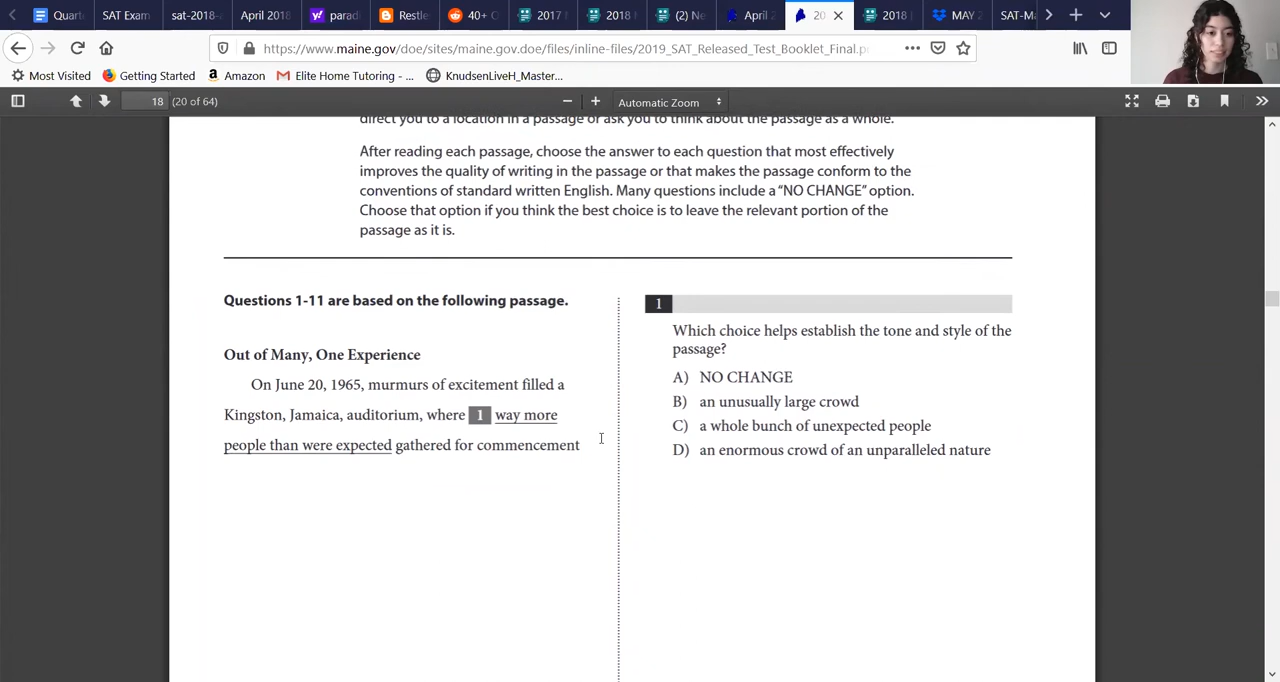 Quart
SAT Exam
sat-2018-
April 2018
parad
Restle
40+ C
2017
2018
(2) Ne
April 2
20
2018
MAY 2
SAT-M
https://www.maine.gov/doe/sites/maine.gov.doe/files/inline-files/2019_SAT_Released_Test_Booklet_Final.p
Most Visited
Getting Started
Amazon
Elite Home Tutoring - ...
KnudsenLiveH_Master...
18 (20 of 64)
Automatic Zoom
direct you to a location in a passage or ask you to think about the passage as a whole.
After reading each passage, choose the answer to each question that most effectively
improves the quality of writing in the passage or that makes the passage conform to the
conventions of standard written English. Many questions include a “NO CHANGE” option.
Choose that option if you think the best choice is to leave the relevant portion of the
passage as it is.
Questions 1-11 are based on the following passage.
Out of Many, One Experience
On June 20, 1965, murmurs of excitement filled a
Kingston, Jamaica, auditorium, where 1 way more
people than were expected gathered for commencement
1
Which choice helps establish the tone and style of the
passage?
A) NO CHANGE
B) an unusually large crowd
C) a whole bunch of unexpected people
D) an enormous crowd of an unparalleled nature